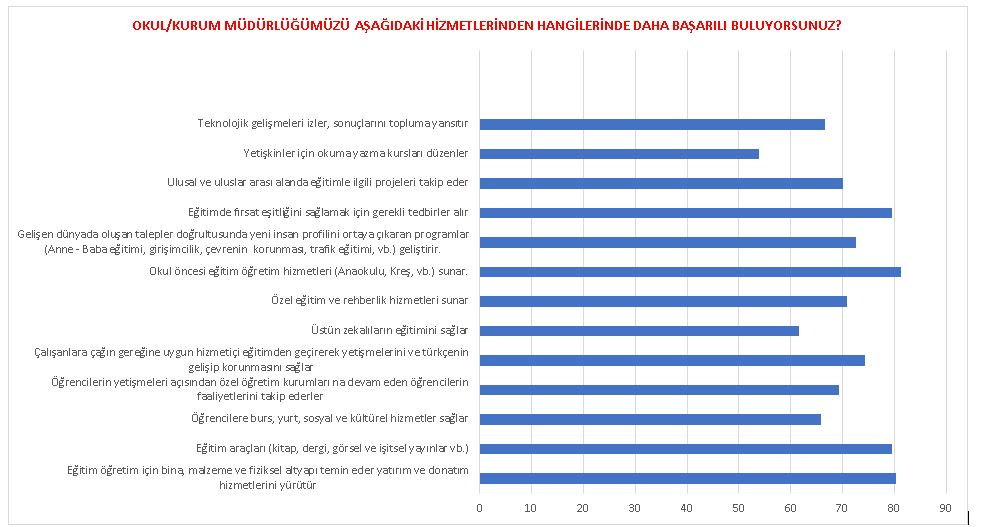 OKUL/KURUM MÜDÜRLÜĞÜMÜZÜ AŞAĞIDAKİ HİZMETLERİNDEN HANGİLERİNDE DAHA BAŞARILI BULUYORSUNUZ?
Teknolojik gelişmeleri izler, sonuçlarını topluma yansıtır
Yetişkinler için okuma yazma kursları düzenler
Ulusal ve uluslar arası alanda eğitimle ilgili projeleri takip eder
Eğitimde fırsat eşitliğini sağlamak için gerekli tedbirler alır
Gelişen dünyada oluşan talepler doğrultusunda yeni insan profilini ortaya çıkaran programlar
(Anne - Baba eğitimi, girişimcilik, çevrenin korunması, trafik eğitimi, vb.) geliştirir.
Okul öncesi eğitim öğretim hizmetleri (Anaokulu, Kreş, vb.) sunar.
Özel eğitim ve rehberlik hizmetleri sunar
Üstün zekalıların eğitimini sağlar
Çalışanlara çağın gereğine uygun hizmetiçi eğitimden geçirerek yetişmelerini ve türkçenin
gelişip korunmasını sağlar
Öğrencilerin yetişmeleri açısından özel öğretim kurumları na devam eden öğrencilerin
faaliyetlerini takip ederler
Öğrencilere burs, yurt, sosyal ve kültürel hizmetler sağlar
Eğitim araçları (kitap, dergi, görsel ve işitsel yayınlar vb.)
Eğitim öğretim için bina, malzeme ve fiziksel altyapı temin eder yatırım ve donatım
hizmetlerini yürütür
0 10 20 30 40 50 60 70 80 90